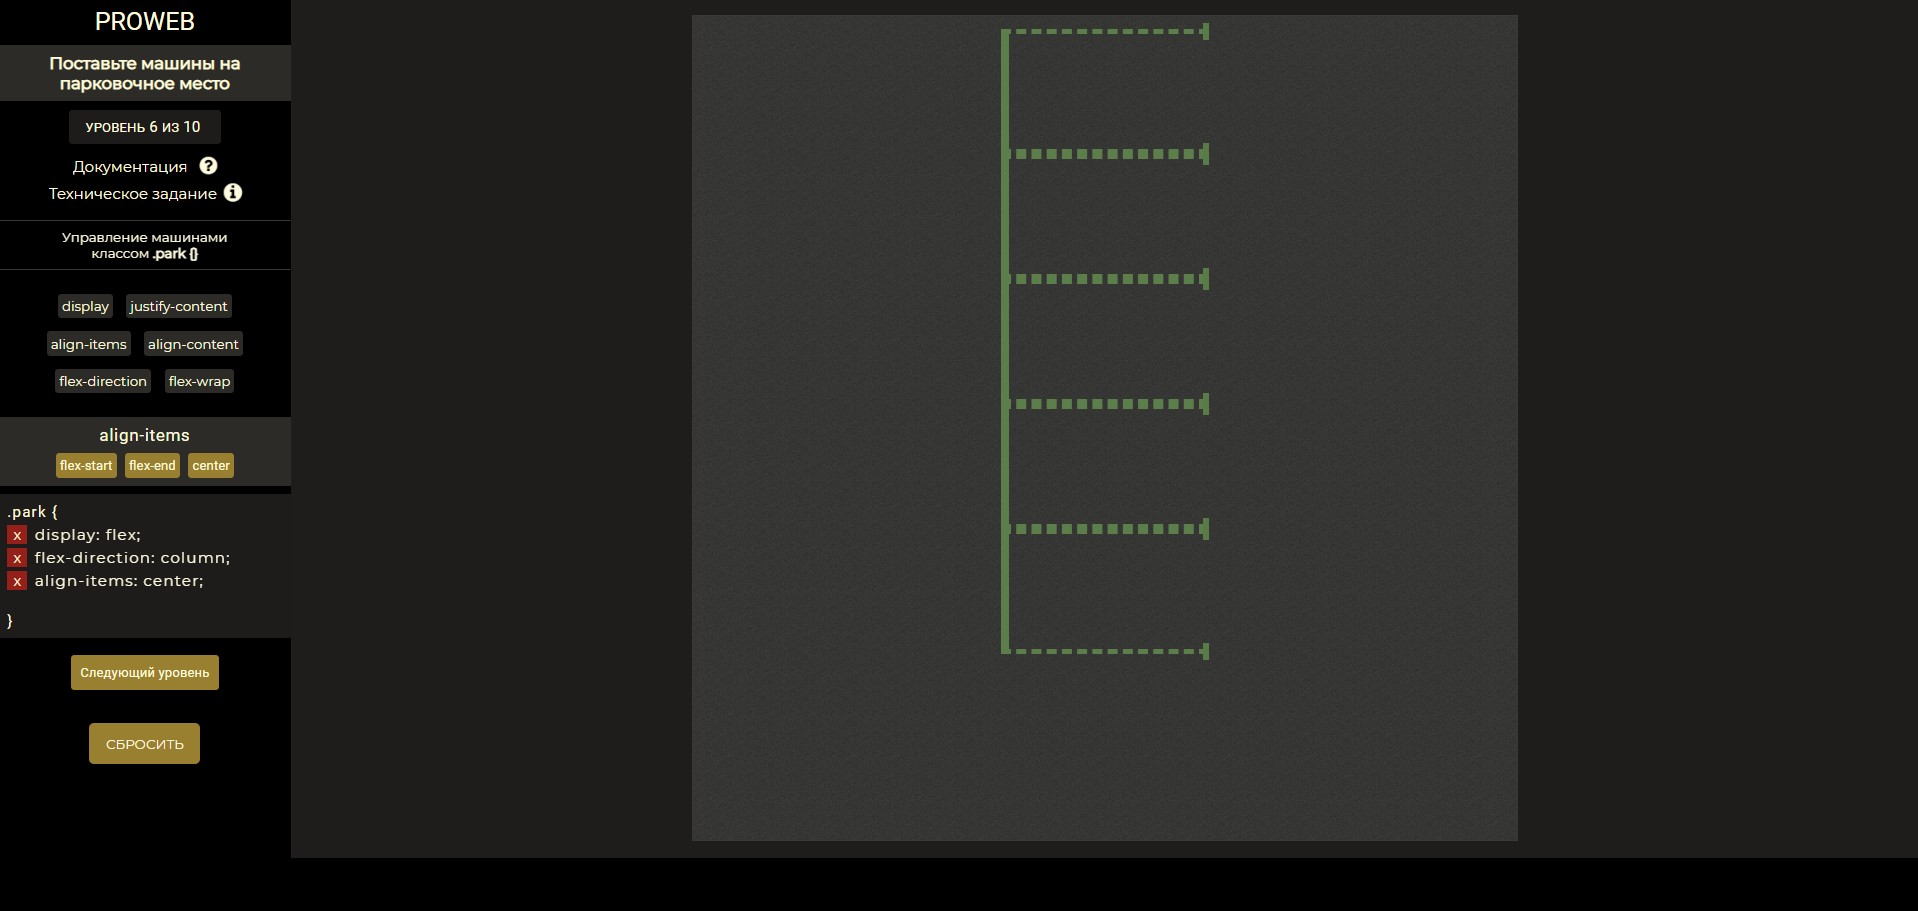 PROWEB
Поставьте машины на
парковочное место
УРОВЕНЬ 6 ИЗ 10
Документация ?
Техническое задание i
Управление машинами
классом .park {}
display justify-content
align-items align-content
flex-direction flex-wrap
align-items
flex-start flex-end center
.park {
x display: flex;
x flex-direction: column;
x align-items: center;
}
Следующий уровень
СБРОСИТЬ